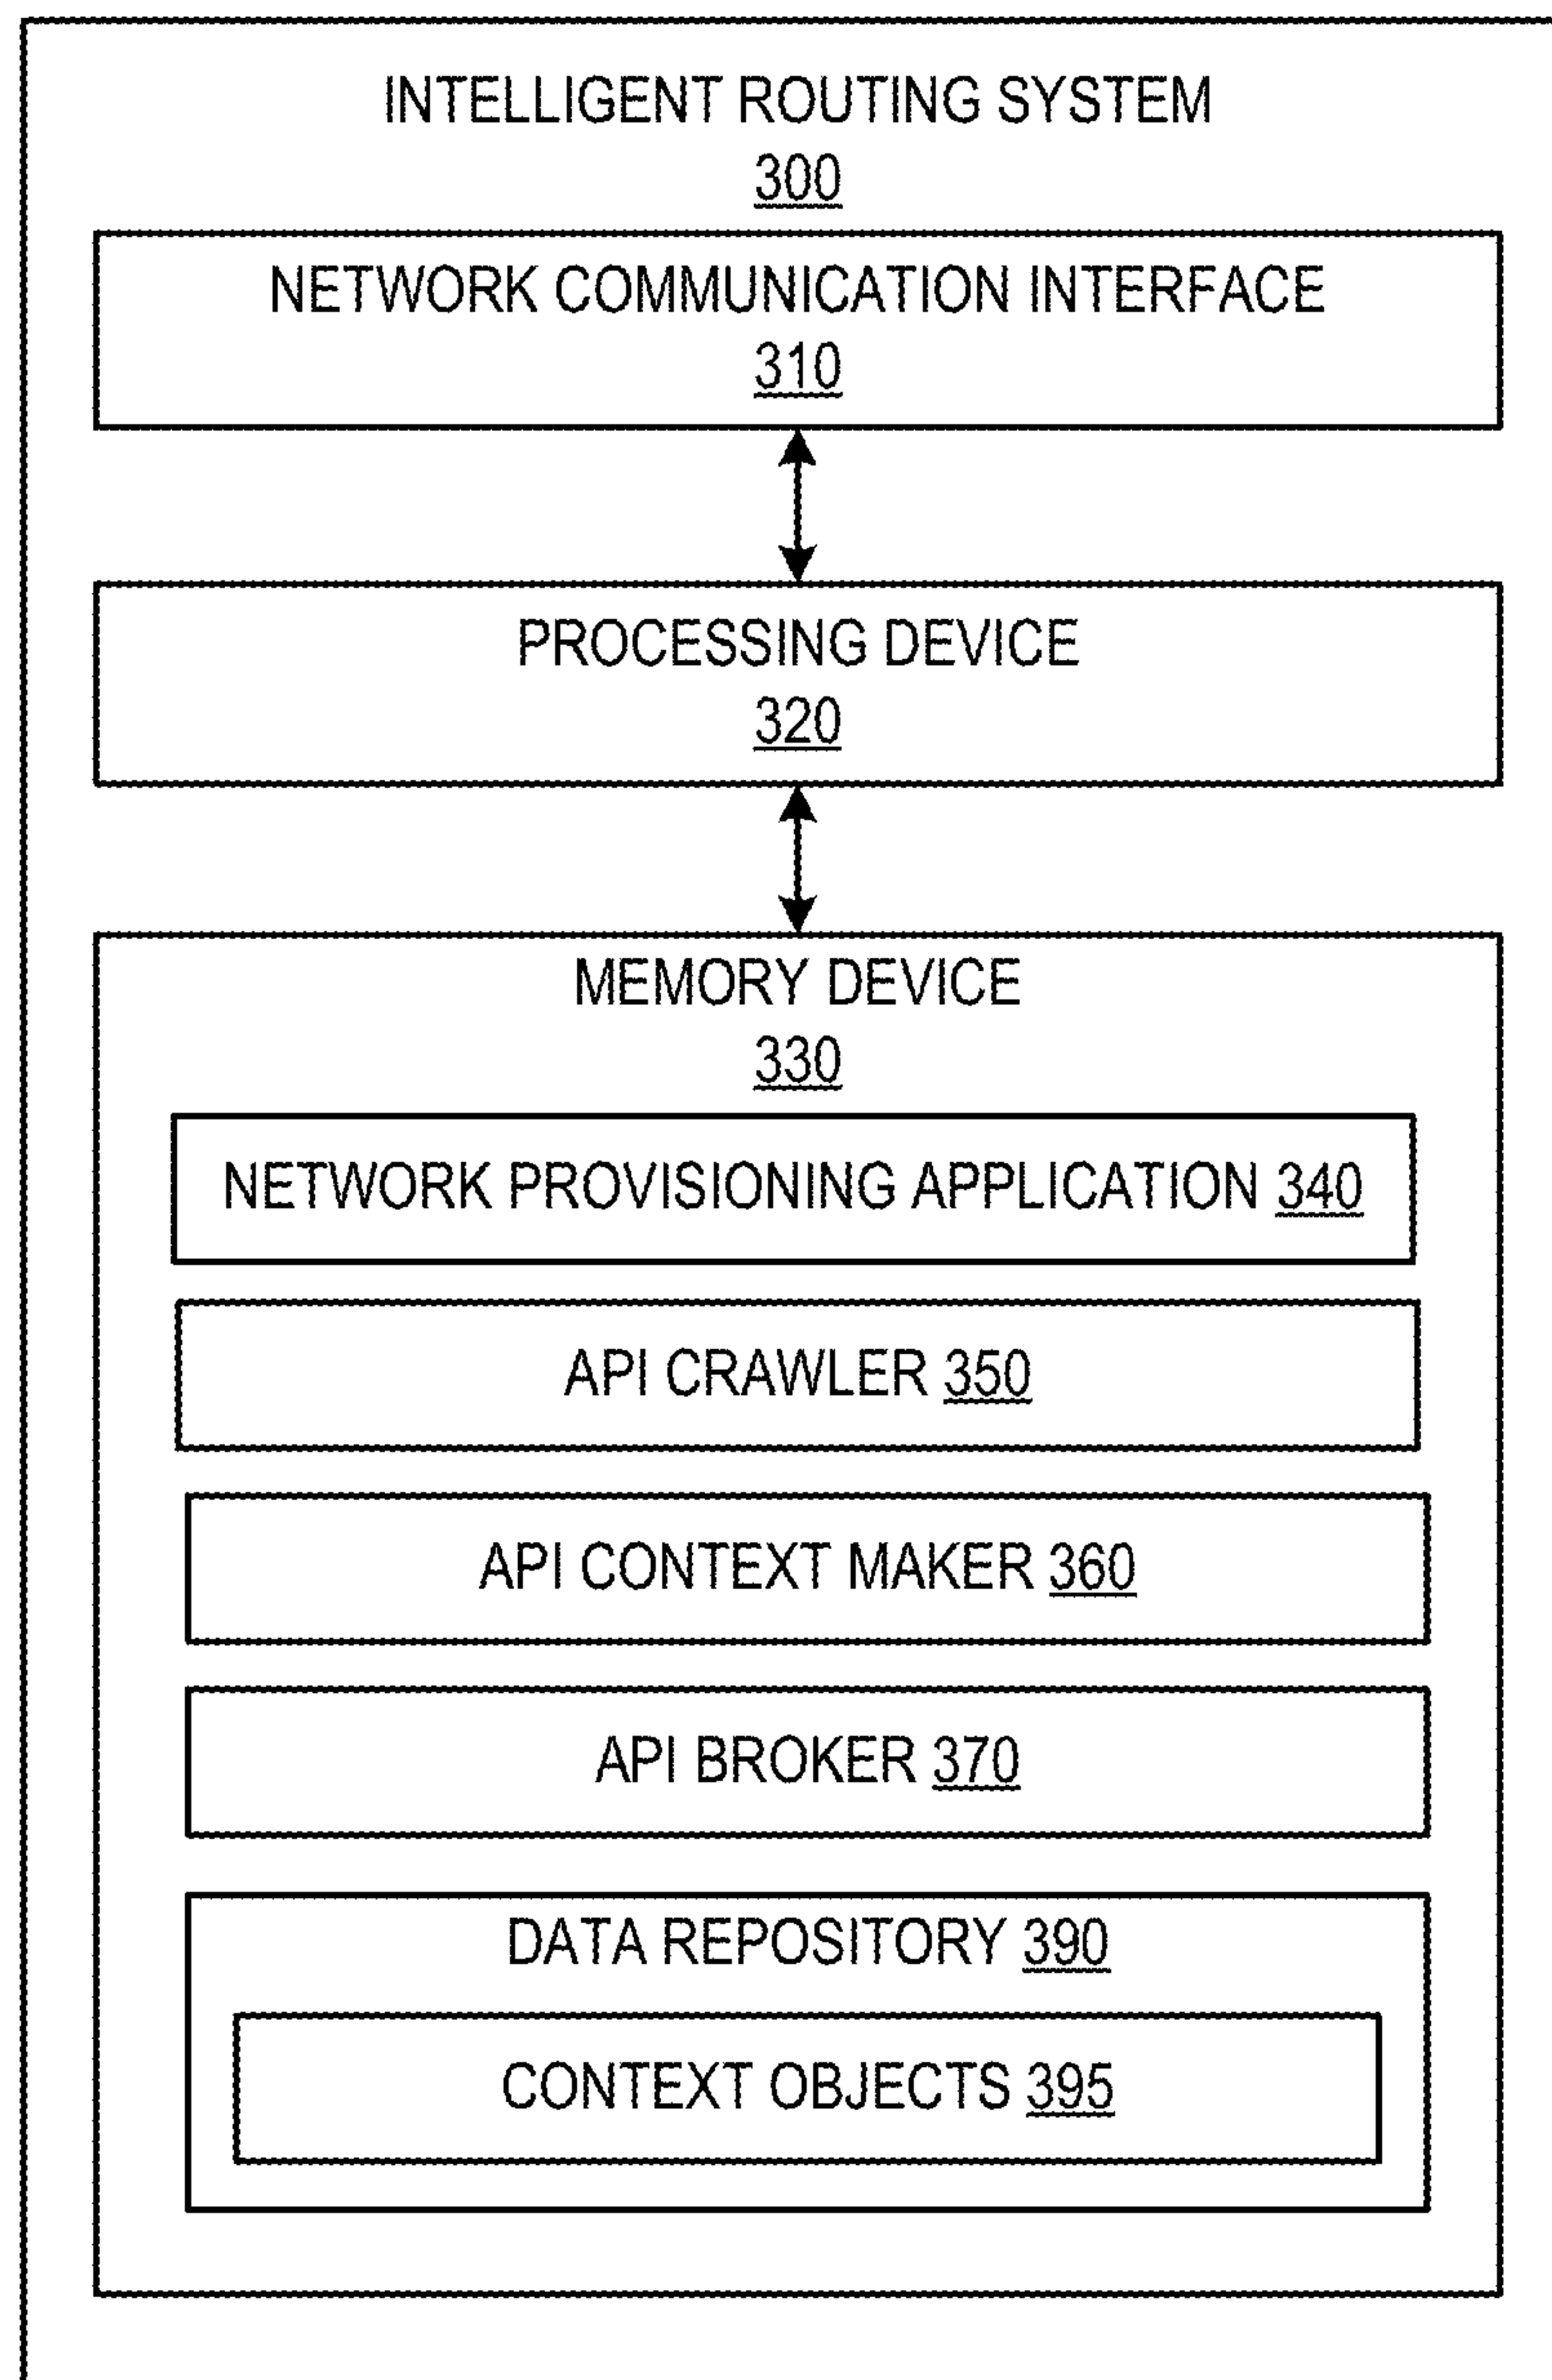 INTELLIGENT ROUTING SYSTEM
300
NETWORK COMMUNICATION INTERFACE
310
PROCESSING DEVICE
320
MEMORY DEVICE
330
NETWORK PROVISIONING APPLICATION 340
API CRAWLER 350
API CONTEXT MAKER 360
API BROKER 370
DATA REPOSITORY 390
CONTEXT OBJECTS 395